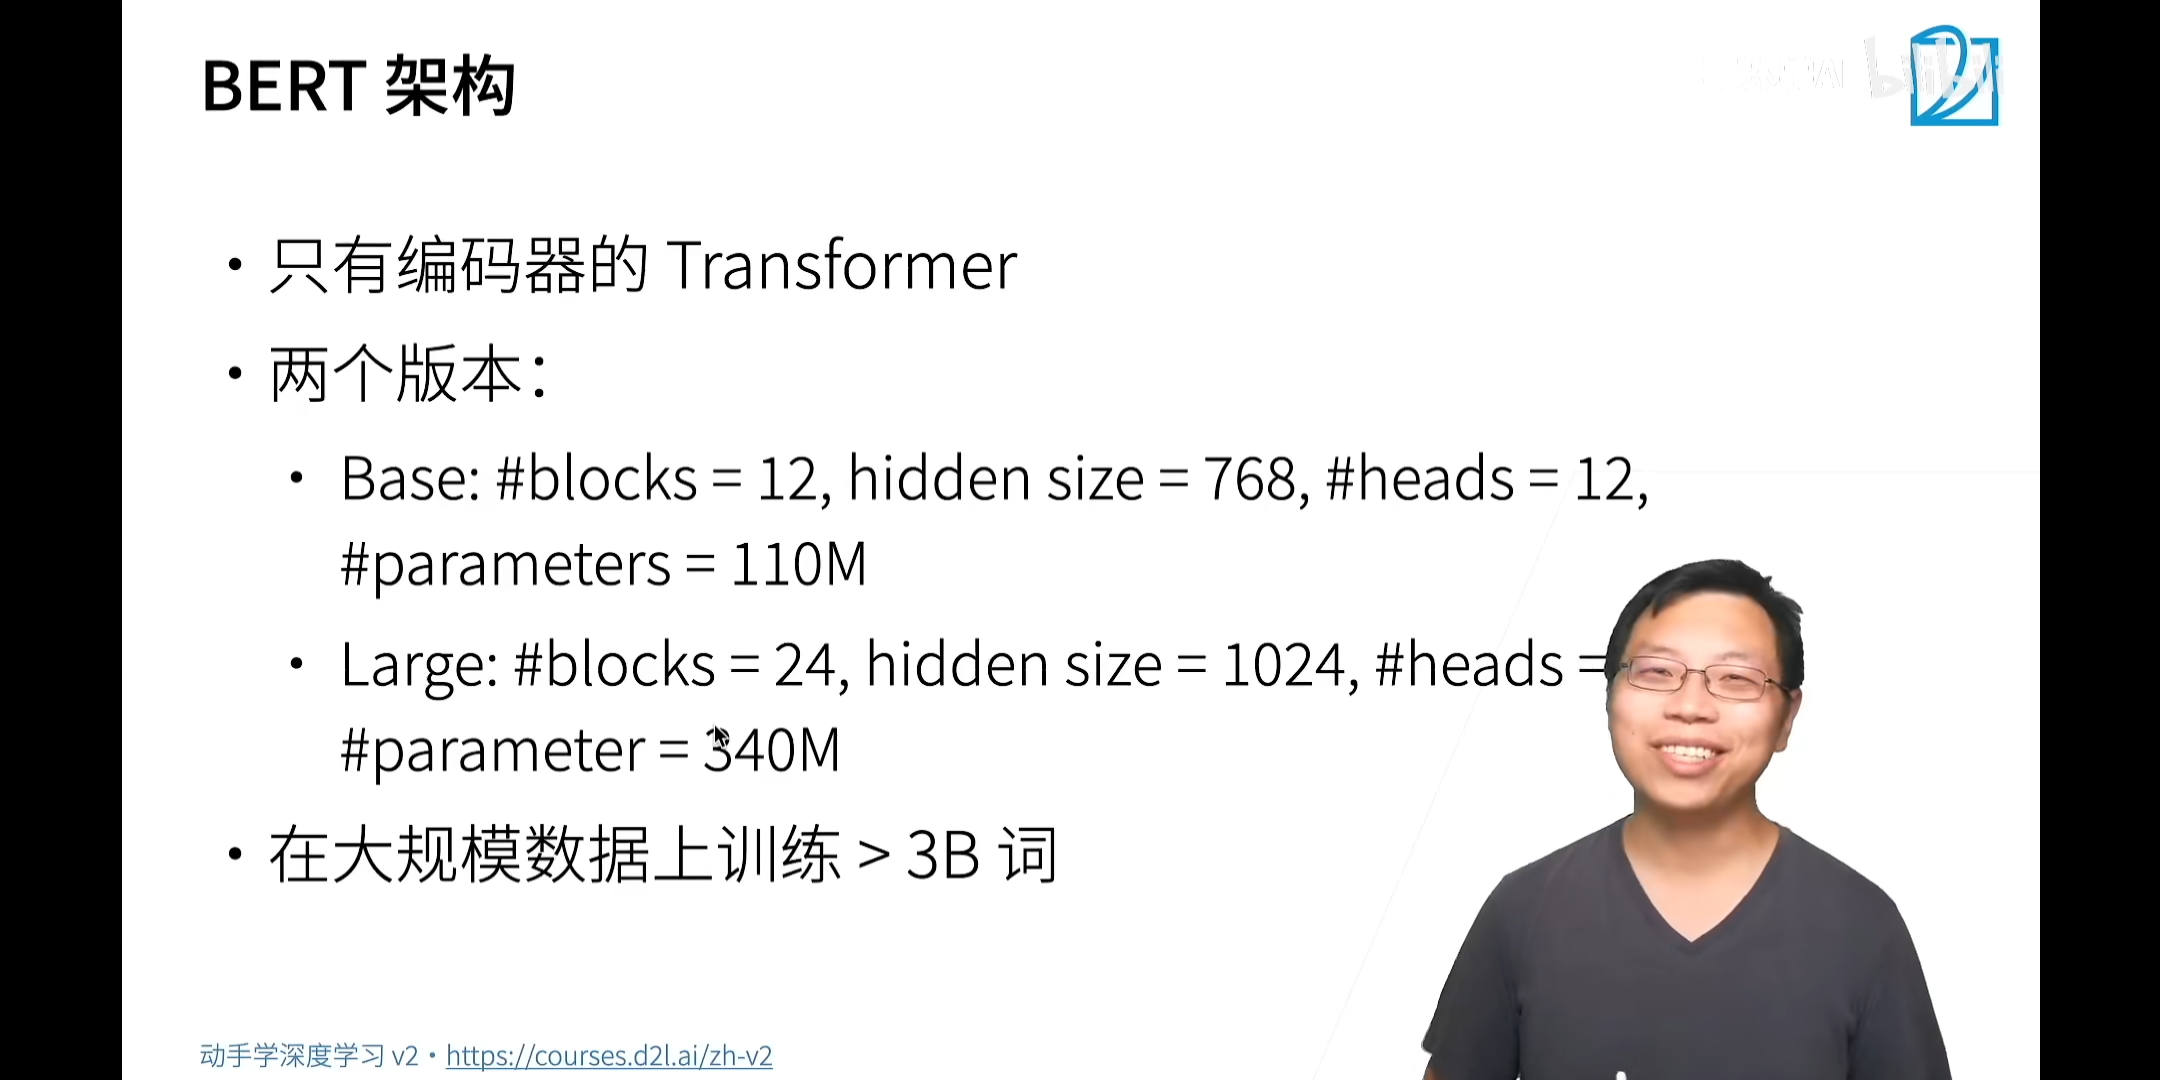 BERT 架构
bilibili
• 只有编码器的 Transformer
• 两个版本：
• Base: #blocks = 12, hidden size = 768, #heads = 12,
#parameters = 110M
• Large: #blocks = 24, hidden size = 1024, #heads =
#parameter = 340M
• 在大规模数据上训练 > 3B 词
动手学深度学习 v2 • https://courses.d2l.ai/zh-v2